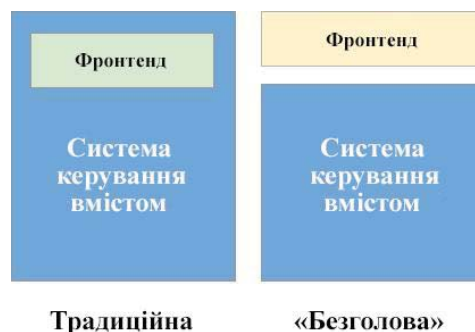 Фронтенд
Система
керування
вмістом
Традиційна
Фронтенд
Система
керування
вмістом
«Безголова»